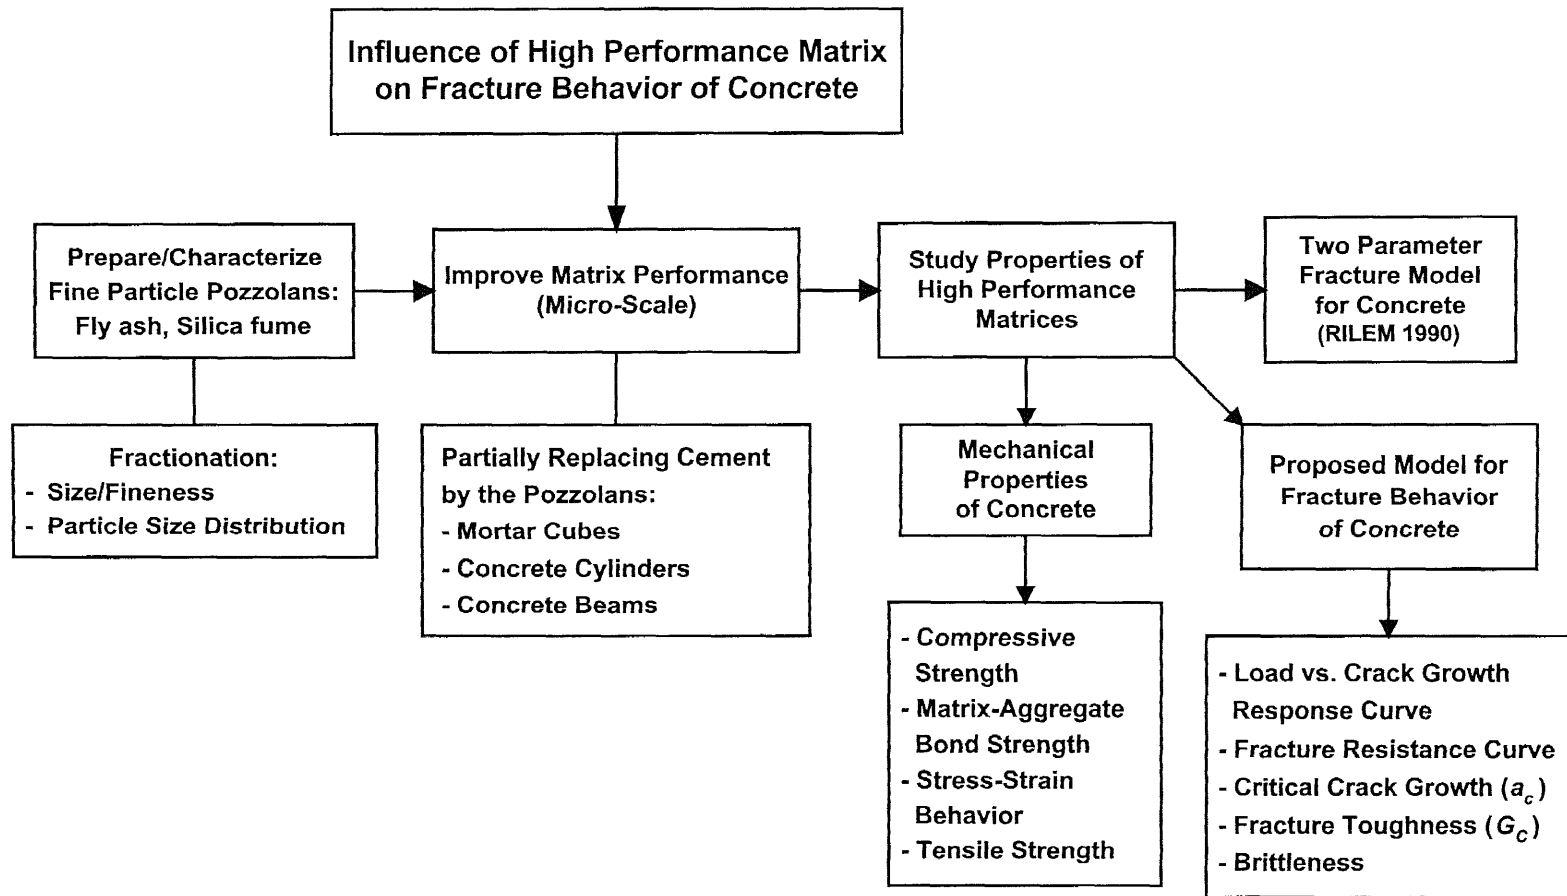 Influence of High Performance Matrix
on Fracture Behavior of Concrete
Prepare/Characterize
Fine Particle Pozzolans:
Fly ash, Silica fume
Improve Matrix Performance
(Micro-Scale)
Study Properties of
High Performance
Matrices
Two Parameter
Fracture Model
for Concrete
(RILEM 1990)
Fractionation:
- Size/Fineness
- Particle Size Distribution
Partially Replacing Cement
by the Pozzolans:
- Mortar Cubes
- Concrete Cylinders
- Concrete Beams
Mechanical
Properties
of Concrete
Proposed Model for
Fracture Behavior
of Concrete
- Compressive
Strength
- Matrix-Aggregate
Bond Strength
- Stress-Strain
Behavior
- Tensile Strength
- Load vs. Crack Growth
Response Curve
- Fracture Resistance Curve
- Critical Crack Growth (a_c)
- Fracture Toughness (G_C)
- Brittleness